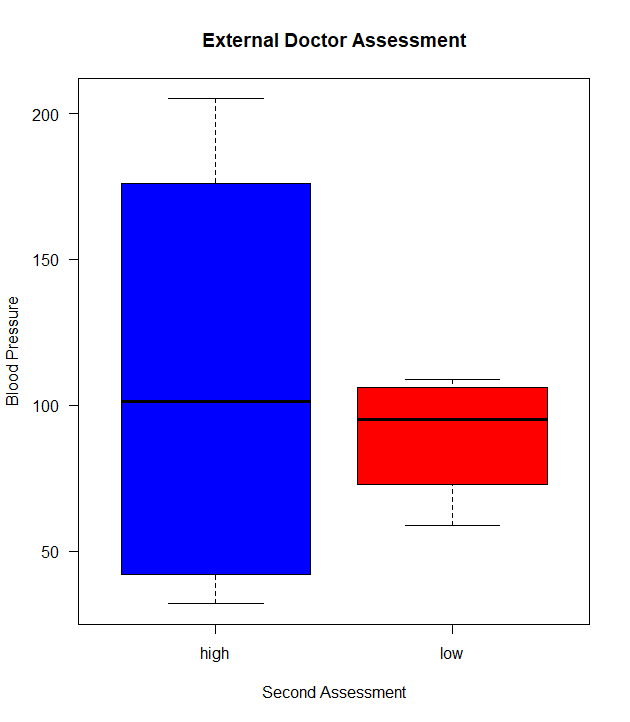 External Doctor Assessment
Blood Pressure
200
150
100
50
high low
Second Assessment